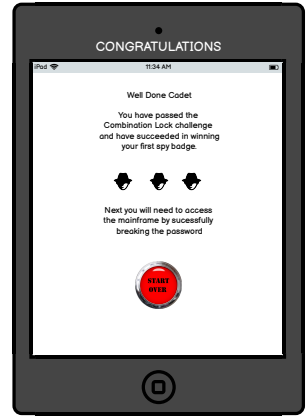 CONGRATULATIONS
iPad 11:34 AM
Well Done Cadet
You have passed the
Combination Lock challenge
and have succeeded in winning
your first spy badge.
Next you will need to access
the mainframe by sucessfully
breaking the password
START
OVER